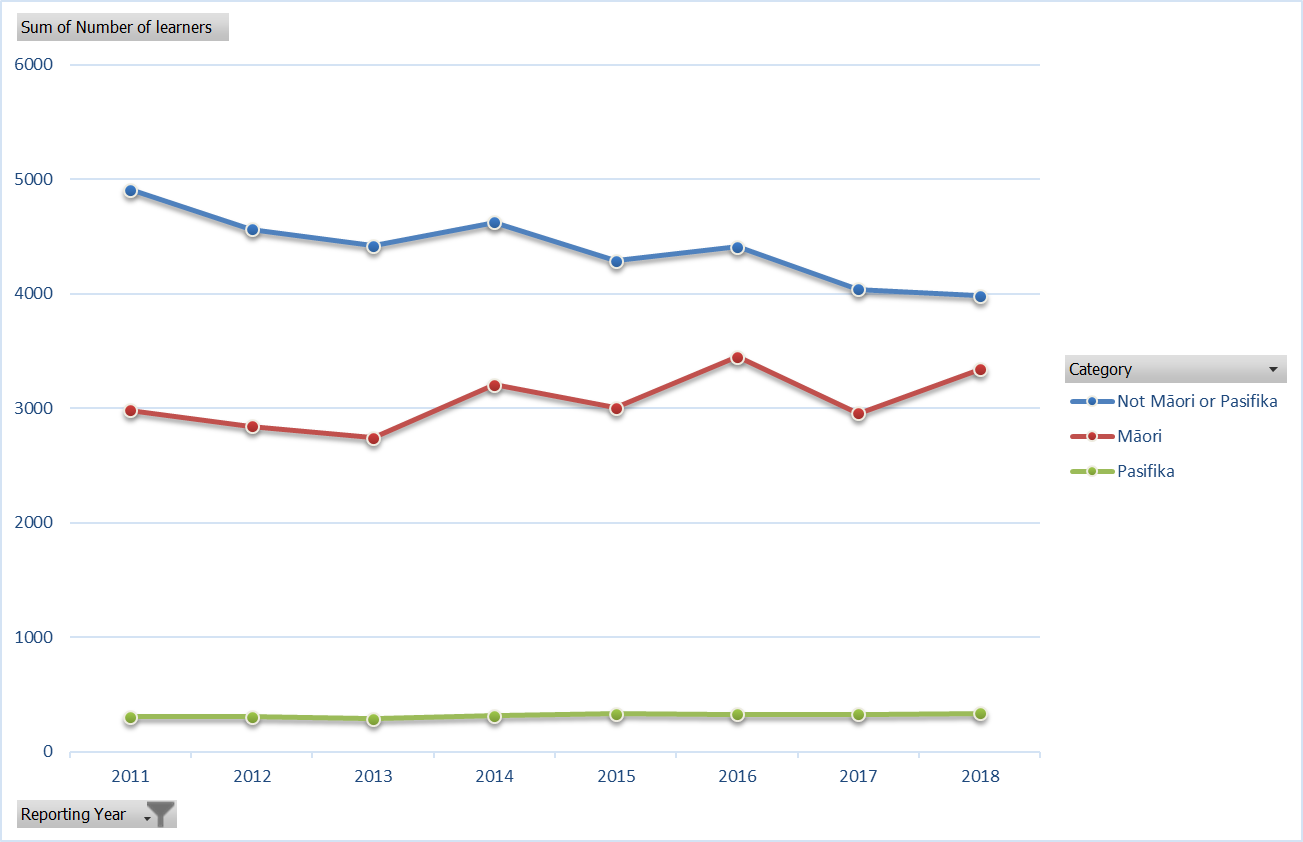 Sum of Number of learners
6000
5000
4000
3000
2000
1000
0
2011 2012 2013 2014 2015 2016 2017 2018
Category
Not Māori or Pasifika
Māori
Pasifika
Reporting Year